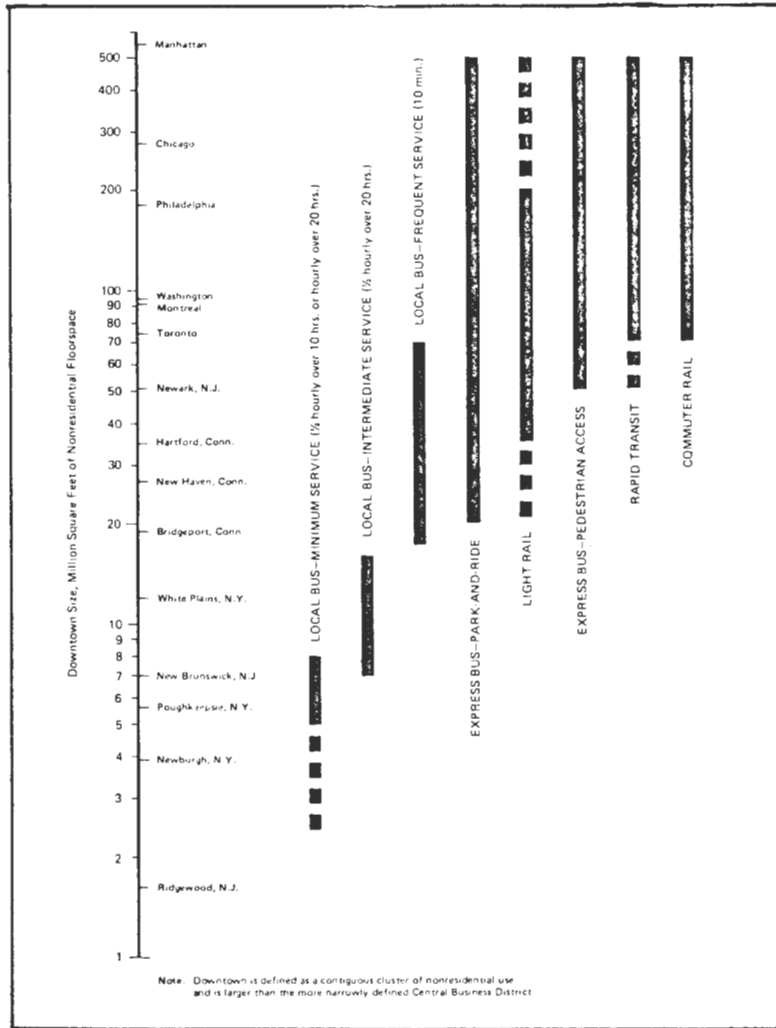 Downtown Size, Million Square Feet of Nonresidential Floorspace
500
400
300
200
100
90
80
70
60
50
40
30
20
10
9
8
7
6
5
4
3
2
1
Manhattan
Chicago
Philadelphia
Washington
Montreal
Toronto
Newark, N.J.
Hartford, Conn.
New Haven, Conn.
Bridgeport, Conn
White Plains, N.Y.
New Brunswick, N.J
Poughkeepsie, N.Y.
Newburgh, N.Y.
Ridgewood, N.J.
LOCAL BUS–MINIMUM SERVICE (½ hourly over 10 hrs. or hourly over 20 hrs.)
LOCAL BUS–INTERMEDIATE SERVICE (½ hourly over 20 hrs.)
LOCAL BUS–FREQUENT SERVICE (10 min.)
EXPRESS BUS–PARK-AND-RIDE
LIGHT RAIL
EXPRESS BUS–PEDESTRIAN ACCESS
RAPID TRANSIT
COMMUTER RAIL
Note. Downtown is defined as a contiguous cluster of nonresidential use
and is larger than the more narrowly defined Central Business District